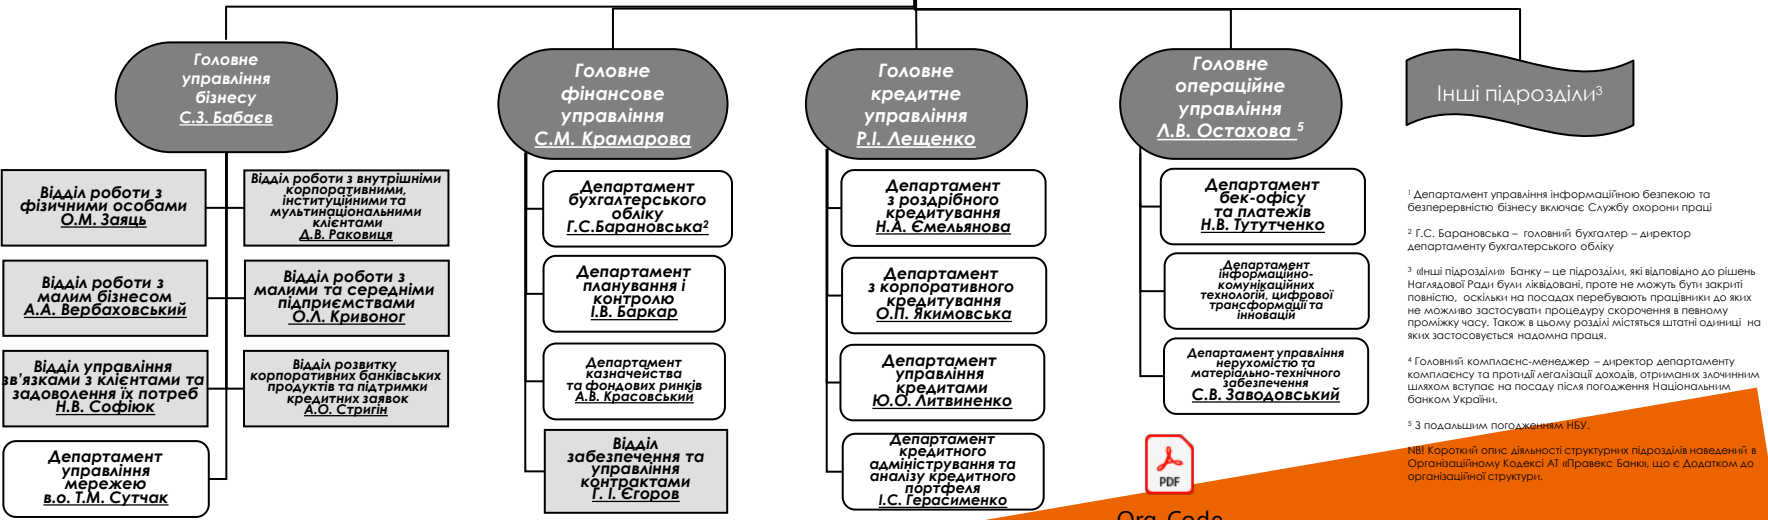 Головне
управління
бізнесу
С.З. Бабаєв
Відділ роботи з
фізичними особами
О.М. Заяць
Відділ роботи з внутрішніми
корпоративними,
інституційними та
мультинаціональними
клієнтами
Д.В. Раковиця
Відділ роботи з
малим бізнесом
А.А. Вербаховський
Відділ роботи з
малими та середніми
підприємствами
О.Л. Кривоног
Відділ управління
зв'язками з клієнтами та
задоволення їх потреб
Н.В. Софіюк
Відділ розвитку
корпоративних банківських
продуктів та підтримки
кредитних заявок
А.О. Стригін
Департамент
управління
мережею
в.о. Т.М. Сутчак
Головне
фінансове
управління
С.М. Крамарова
Департамент
бухгалтерського
обліку
Г.С.Барановська²
Департамент
планування і
контролю
І.В. Баркар
Департамент
казначейства
та фондових ринків
А.В. Красовський
Відділ
забезпечення та
управління
контрактами
Г. І. Єгоров
Головне
кредитне
управління
Р.І. Лещенко
Департамент
з роздрібного
кредитування
Н.А. Ємельянова
Департамент
з корпоративного
кредитування
О.П. Якимовська
Департамент
управління
кредитами
Ю.О. Литвиненко
Департамент
кредитного
адміністрування та
аналізу кредитного
портфеля
І.С. Герасименко
Головне
операційне
управління
Л.В. Остахова ⁵
Департамент
бек-офісу
та платежів
Н.В. Тутутченко
Департамент
інформаційно-
комунікаційних
технологій, цифрової
трансформації та
інновацій
Департамент управління
нерухомістю та
матеріально-технічного
забезпечення
С.В. Заводовський
PDF
Org_Code
Інші підрозділи³
¹ Департамент управління інформаційною безпекою та
безперервністю бізнесу включає Службу охорони праці
² Г.С. Барановська – головний бухгалтер – директор
департаменту бухгалтерського обліку
³ «Інші підрозділи» Банку – це підрозділи, які відповідно до рішень
Наглядової Ради були ліквідовані, проте не можуть бути закриті
повністю, оскільки на посадах перебувають працівники до яких
не можливо застосувати процедуру скорочення в певному
проміжку часу. Також в цьому розділі містяться штатні одиниці на
яких застосовується надомна праця.
⁴ Головний комплаєнс-менеджер – директор департаменту
комплаєнсу та протидії легалізації доходів, отриманих злочинним
шляхом вступає на посаду після погодження Національним
банком України.
⁵ З подальшим погодженням НБУ.
NB! Короткий опис діяльності структурних підрозділів наведений в
Організаційному Кодексі АТ «Правекс Банк», що є Додатком до
організаційної структури.